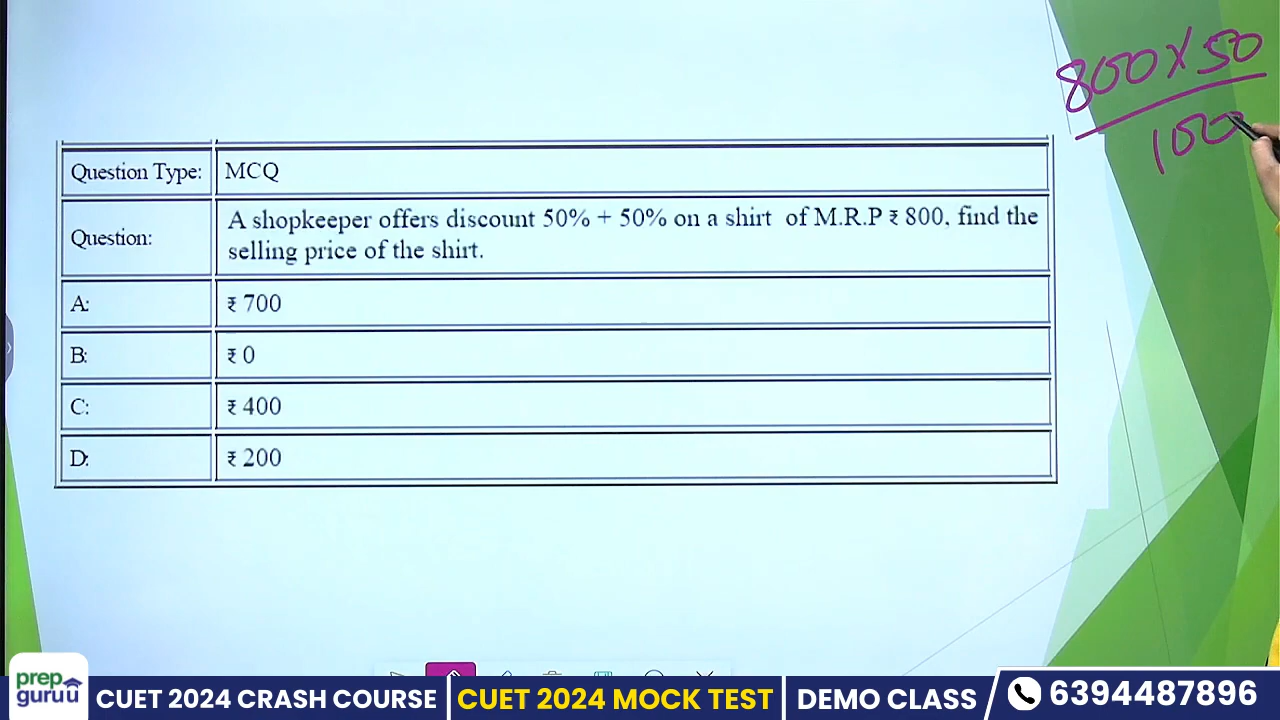 800 × 50
100
Question Type: MCQ
Question: A shopkeeper offers discount 50% + 50% on a shirt of M.R.P ₹ 800, find the
selling price of the shirt.
A: ₹ 700
B: ₹ 0
C: ₹ 400
D: ₹ 200
prep
guru
CUET 2024 CRASH COURSE
CUET 2024 MOCK TEST
DEMO CLASS
6394487896